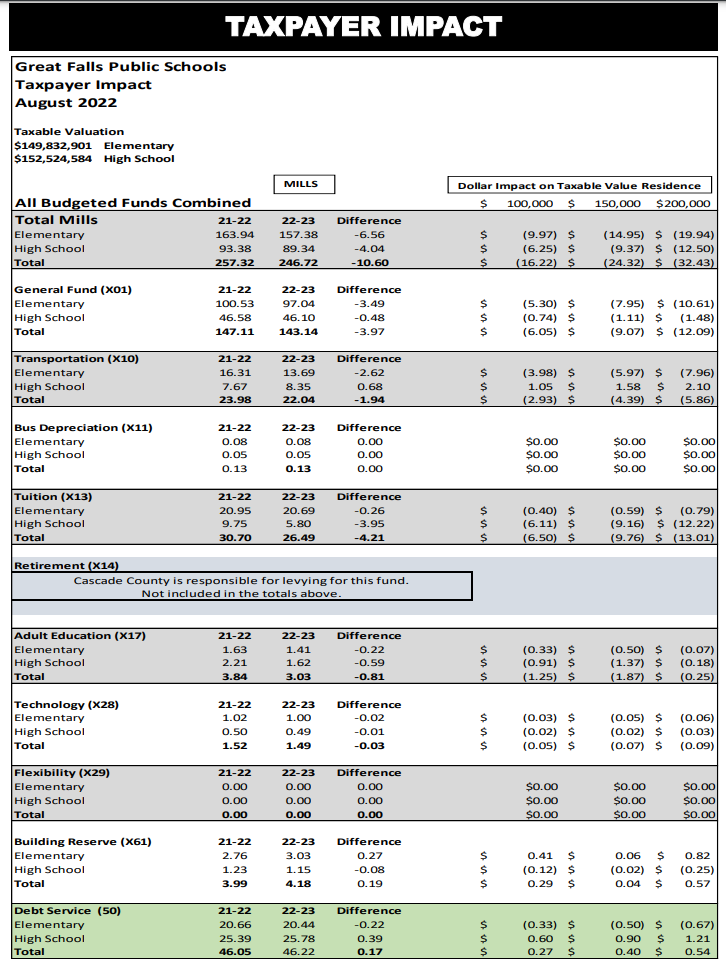 TAXPAYER IMPACT
Great Falls Public Schools
Taxpayer Impact
August 2022
Taxable Valuation
$149,832,901 Elementary
$152,524,584 High School
MILLS Dollar Impact on Taxable Value Residence
All Budgeted Funds Combined $ 100,000 $ 150,000 $200,000
Total Mills 21-22 22-23 Difference
Elementary 163.94 157.38 -6.56 $ (9.97) $ (14.95) $ (19.94)
High School 93.38 89.34 -4.04 $ (6.25) $ (9.37) $ (12.50)
Total 257.32 246.72 -10.60 $ (16.22) $ (24.32) $ (32.43)
General Fund (X01) 21-22 22-23 Difference
Elementary 100.53 97.04 -3.49 $ (5.30) $ (7.95) $ (10.61)
High School 46.58 46.10 -0.48 $ (0.74) $ (1.11) $ (1.48)
Total 147.11 143.14 -3.97 $ (6.05) $ (9.07) $ (12.09)
Transportation (X10) 21-22 22-23 Difference
Elementary 16.31 13.69 -2.62 $ (3.98) $ (5.97) $ (7.96)
High School 7.67 8.35 0.68 $ 1.05 $ 1.58 $ 2.10
Total 23.98 22.04 -1.94 $ (2.93) $ (4.39) $ (5.86)
Bus Depreciation (X11) 21-22 22-23 Difference
Elementary 0.08 0.08 0.00 $0.00 $0.00 $0.00
High School 0.05 0.05 0.00 $0.00 $0.00 $0.00
Total 0.13 0.13 0.00 $0.00 $0.00 $0.00
Tuition (X13) 21-22 22-23 Difference
Elementary 20.95 20.69 -0.26 $ (0.40) $ (0.59) $ (0.79)
High School 9.75 5.80 -3.95 $ (6.11) $ (9.16) $ (12.22)
Total 30.70 26.49 -4.21 $ (6.50) $ (9.76) $ (13.01)
Retirement (X14)
Cascade County is responsible for levying for this fund.
Not included in the totals above.
Adult Education (X17) 21-22 22-23 Difference
Elementary 1.63 1.41 -0.22 $ (0.33) $ (0.50) $ (0.07)
High School 2.21 1.62 -0.59 $ (0.91) $ (1.37) $ (0.18)
Total 3.84 3.03 -0.81 $ (1.25) $ (1.87) $ (0.25)
Technology (X28) 21-22 22-23 Difference
Elementary 1.02 1.00 -0.02 $ (0.03) $ (0.05) $ (0.06)
High School 0.50 0.49 -0.01 $ (0.02) $ (0.02) $ (0.03)
Total 1.52 1.49 -0.03 $ (0.05) $ (0.07) $ (0.09)
Flexibility (X29) 21-22 22-23 Difference
Elementary 0.00 0.00 0.00 $0.00 $0.00 $0.00
High School 0.00 0.00 0.00 $0.00 $0.00 $0.00
Total 0.00 0.00 0.00 $0.00 $0.00 $0.00
Building Reserve (X61) 21-22 22-23 Difference
Elementary 2.76 3.03 0.27 $ 0.41 $ 0.06 $ 0.82
High School 1.23 1.15 -0.08 $ (0.12) $ (0.02) $ (0.25)
Total 3.99 4.18 0.19 $ 0.29 $ 0.04 $ 0.57
Debt Service (50) 21-22 22-23 Difference
Elementary 20.66 20.44 -0.22 $ (0.33) $ (0.50) $ (0.67)
High School 25.39 25.78 0.39 $ 0.60 $ 0.90 $ 1.21
Total 46.05 46.22 0.17 $ 0.27 $ 0.40 $ 0.54